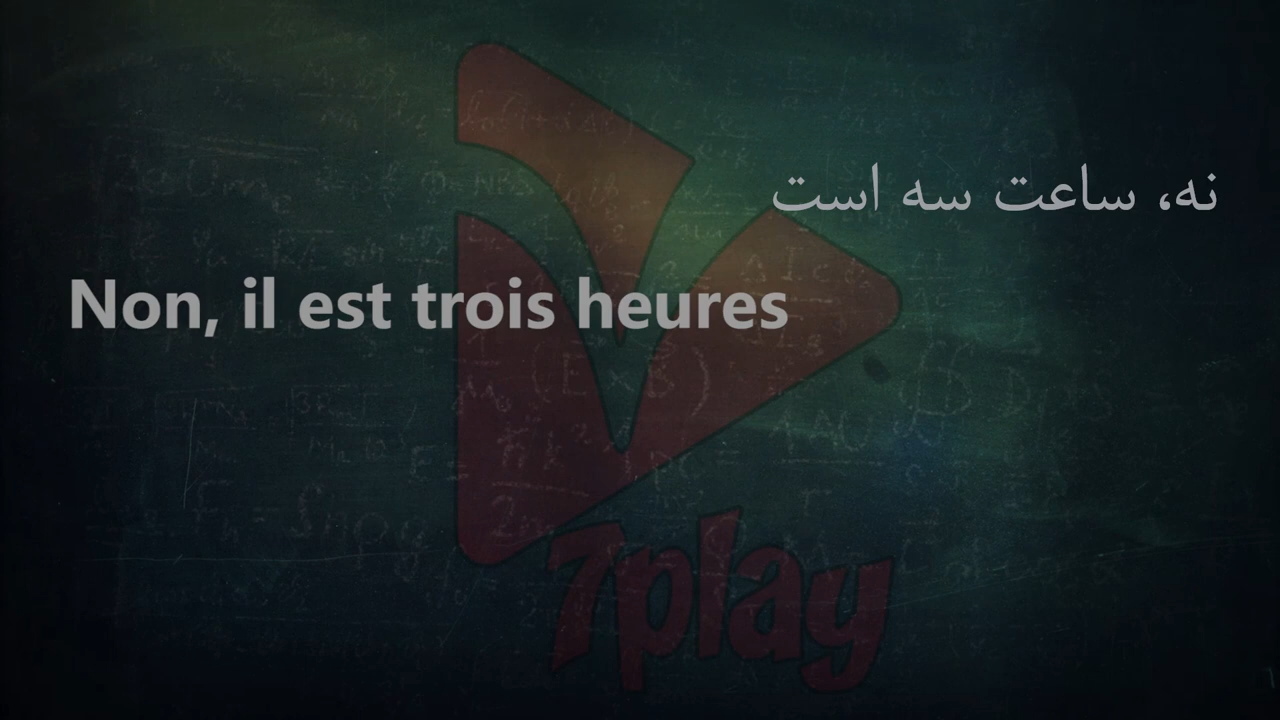 نه، ساعت سه است
Non, il est trois heures
7play